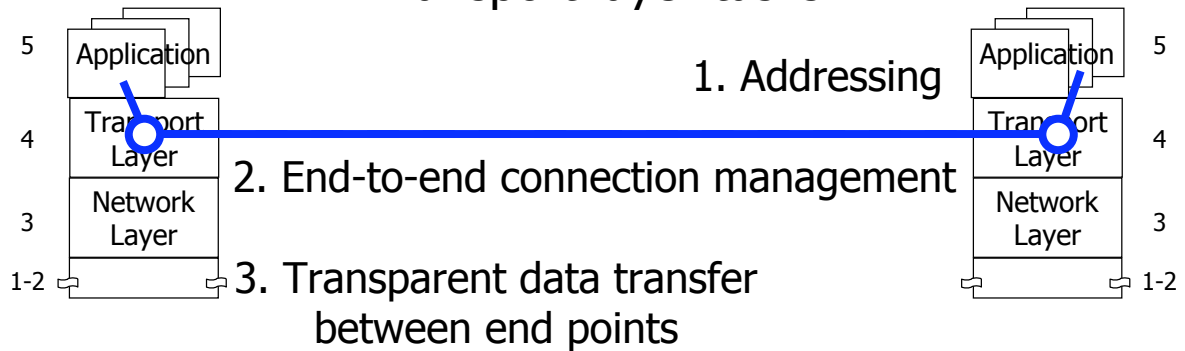 5
Application
Application
5
1. Addressing
4
Transport
Layer
Transport
Layer
4
2. End-to-end connection management
3
Network
Layer
Network
Layer
3
1-2
3. Transparent data transfer
between end points
1-2